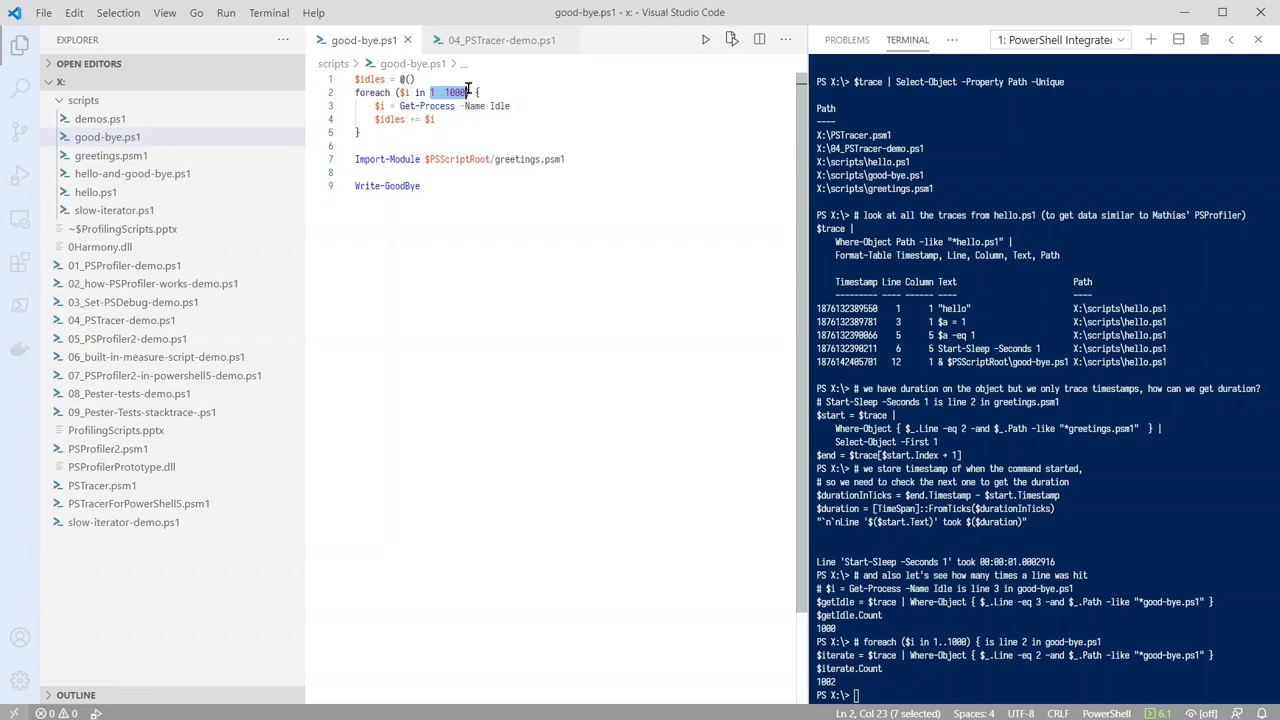 File Edit Selection View Go Run Terminal Help
good-bye.ps1 - x: - Visual Studio Code
EXPLORER
OPEN EDITORS
X:
scripts
demos.ps1
good-bye.ps1
greetings.psm1
hello-and-good-bye.ps1
hello.ps1
slow-iterator.ps1
~$ProfilingScripts.pptx
0Harmony.dll
01_PSProfiler-demo.ps1
02_how-PSProfiler-works-demo.ps1
03_Set-PSDebug-demo.ps1
04_PSTracer-demo.ps1
05_PSProfiler2-demo.ps1
06_built-in-measure-script-demo.ps1
07_PSProfiler2-in-powershell5-demo.ps1
08_Pester-tests-demo.ps1
09_Pester-Tests-stacktrace-.ps1
ProfilingScripts.pptx
PSProfiler2.psm1
PSProfilerPrototype.dll
PSTracer.psm1
PSTracerForPowerShell5.psm1
slow-iterator-demo.ps1
OUTLINE
good-bye.ps1
04_PSTracer-demo.ps1
scripts > good-bye.ps1 > ...
1 $idles = @()
2 foreach ($i in 1..1000) {
3 $i = Get-Process -Name Idle
4 $idles += $i
5 }
6
7 Import-Module $PSScriptRoot/greetings.psm1
8
9 Write-GoodBye
PROBLEMS TERMINAL ... 1: PowerShell Integrated
PS X:\> $trace | Select-Object -Property Path -Unique
Path
----
X:\PSTracer.psm1
X:\04_PSTracer-demo.ps1
X:\scripts\hello.ps1
X:\scripts\good-bye.ps1
X:\scripts\greetings.psm1
PS X:\> # look at all the traces from hello.ps1 (to get data similar to Mathias' PSProfiler)
$trace |
Where-Object Path -like "*hello.ps1" |
Format-Table Timestamp, Line, Column, Text, Path
Timestamp Line Column Text Path
--------- ---- ------ ---- ----
1876132389550 1 1 "hello" X:\scripts\hello.ps1
1876132389781 3 1 $a = 1 X:\scripts\hello.ps1
1876132390066 5 5 $a -eq 1 X:\scripts\hello.ps1
1876132390211 6 5 Start-Sleep -Seconds 1 X:\scripts\hello.ps1
1876142405701 12 1 & $PSScriptRoot\good-bye.ps1 X:\scripts\hello.ps1
PS X:\> # we have duration on the object but we only trace timestamps, how can we get duration?
# Start-Sleep -Seconds 1 is line 2 in greetings.psm1
$start = $trace |
Where-Object { $_.Line -eq 2 -and $_.Path -like "*greetings.psm1" } |
Select-Object -First 1
$end = $trace[$start.Index + 1]
PS X:\> # we store timestamp of when the command started,
# so we need to check the next one to get the duration
$durationInTicks = $end.Timestamp - $start.Timestamp
$duration = [TimeSpan]::FromTicks($durationInTicks)
"`n`nLine '$($start.Text)' took $($duration)"
Line 'Start-Sleep -Seconds 1' took 00:00:01.0002916
PS X:\> # and also let's see how many times a line was hit
# $i = Get-Process -Name Idle is line 3 in good-bye.ps1
$getIdle = $trace | Where-Object { $_.Line -eq 3 -and $_.Path -like "*good-bye.ps1" }
$getIdle.Count
1000
PS X:\> # foreach ($i in 1..1000) { is line 2 in good-bye.ps1
$iterate = $trace | Where-Object { $_.Line -eq 2 -and $_.Path -like "*good-bye.ps1" }
$iterate.Count
1002
PS X:\>
0 0 Ln 2, Col 23 (7 selected) Spaces: 4 UTF-8 CRLF PowerShell 6.1 [off]